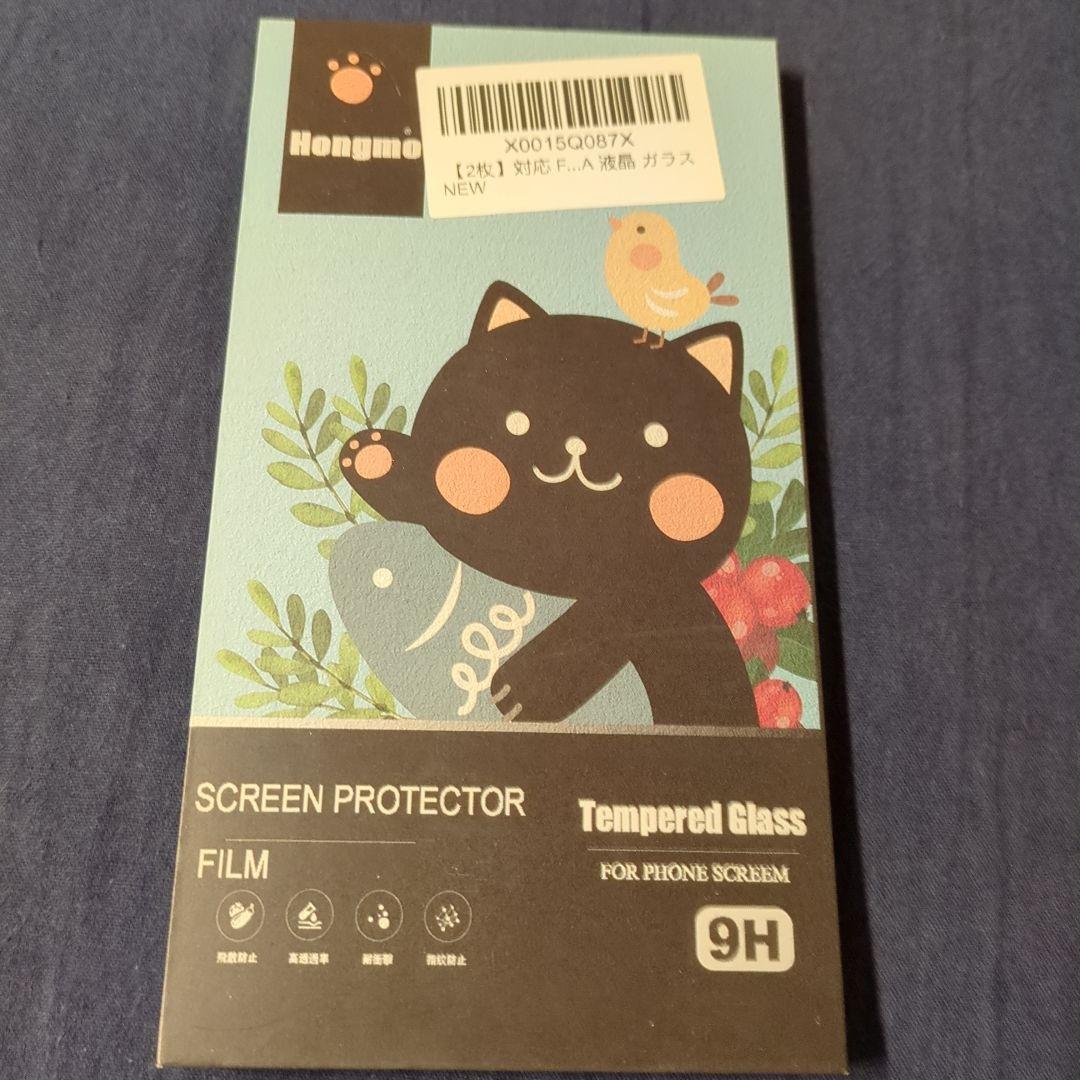 Hongmo
X0015Q087X
【2枚】対応 F...A 液晶 ガラス
NEW
SCREEN PROTECTOR
FILM
Tempered Glass
FOR PHONE SCREEM
9H
飛散防止 高透過率 耐衝撃 指紋防止